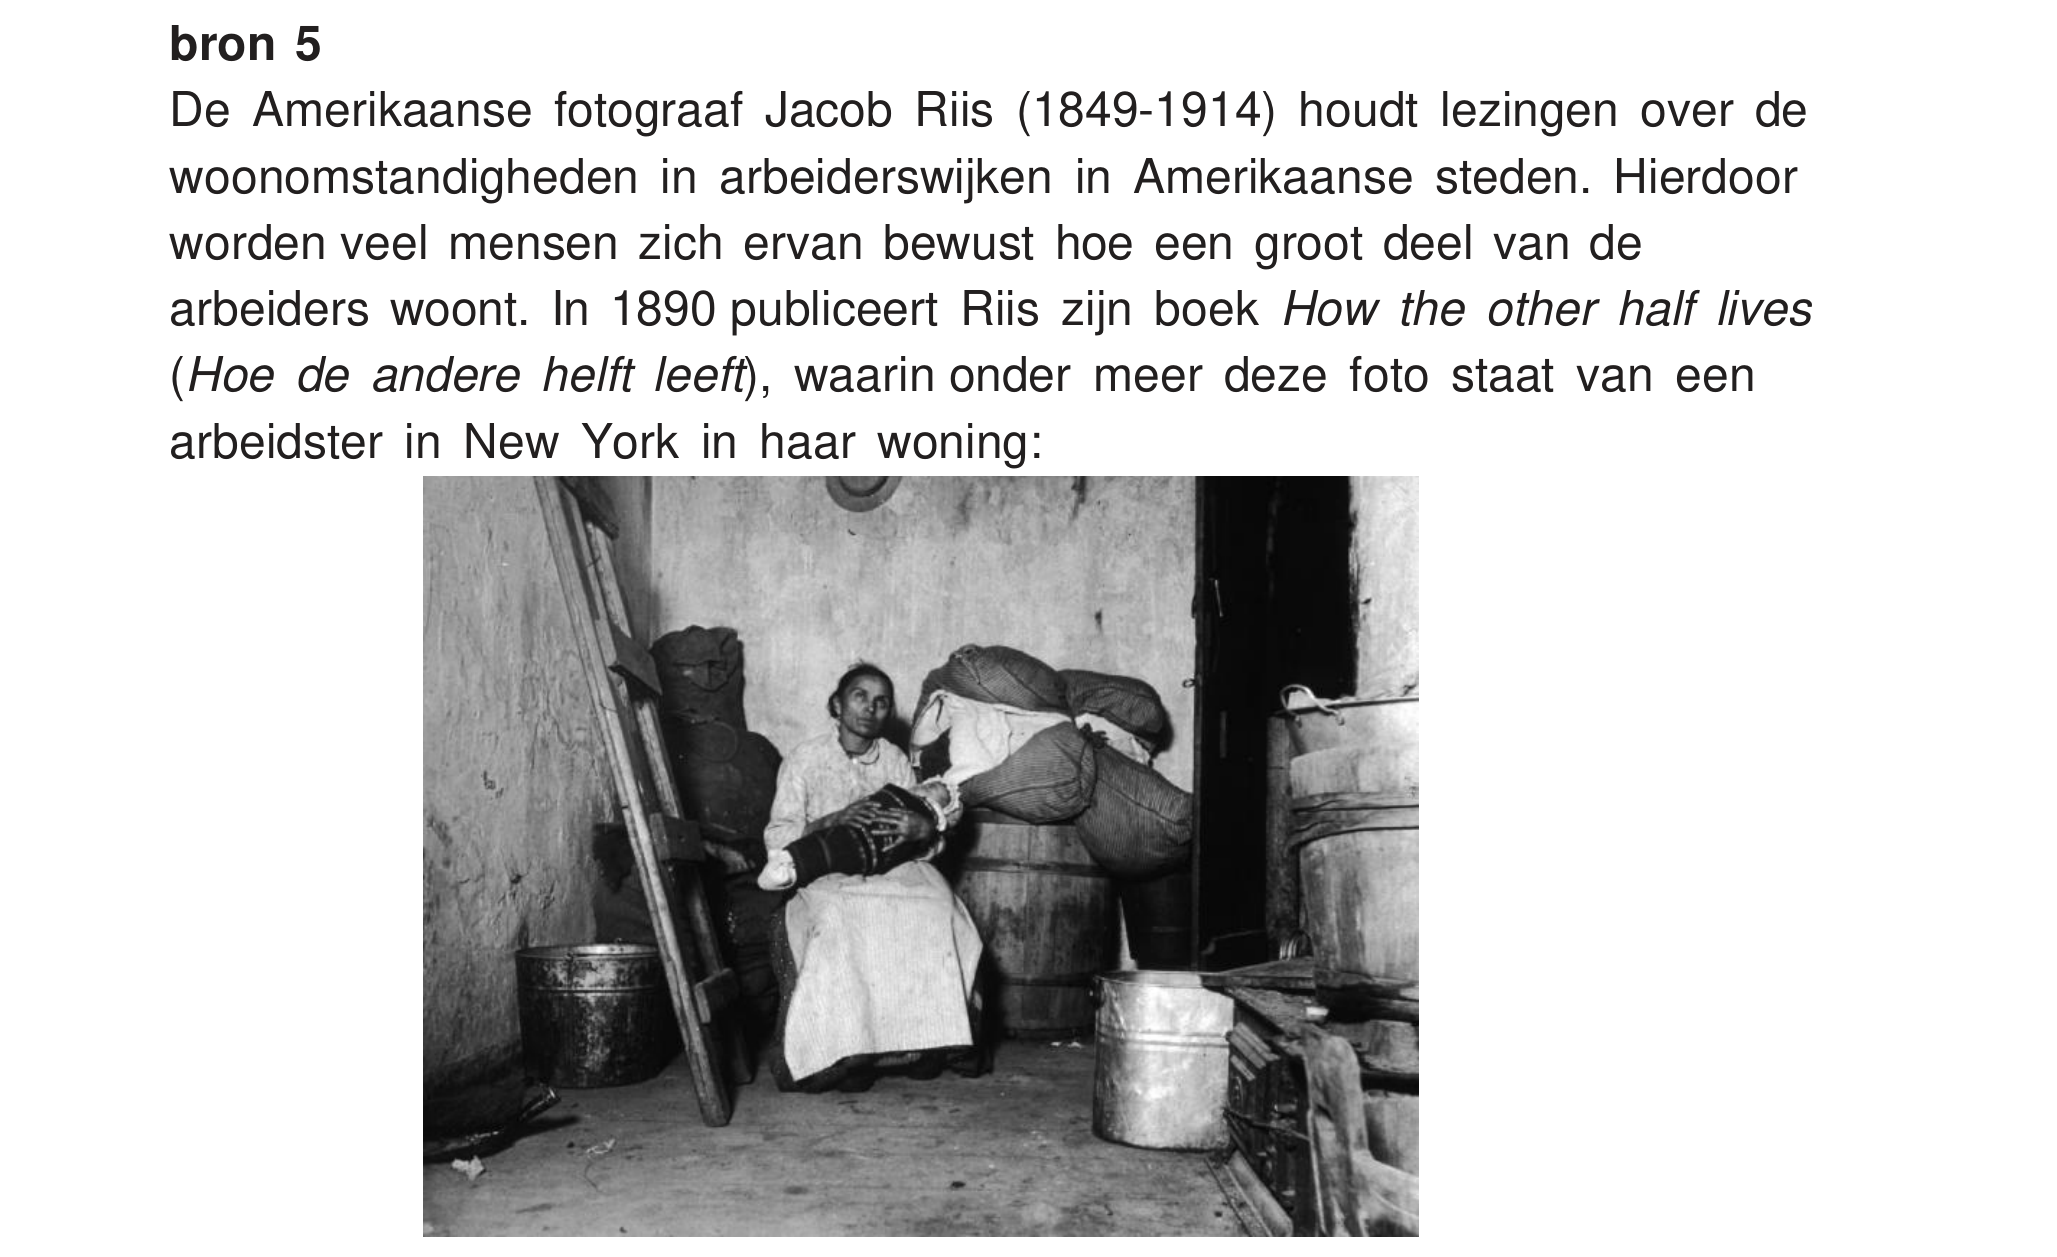 bron 5
De Amerikaanse fotograaf Jacob Riis (1849-1914) houdt lezingen over de
woonomstandigheden in arbeiderswijken in Amerikaanse steden. Hierdoor
worden veel mensen zich ervan bewust hoe een groot deel van de
arbeiders woont. In 1890 publiceert Riis zijn boek How the other half lives
(Hoe de andere helft leeft), waarin onder meer deze foto staat van een
arbeidster in New York in haar woning: